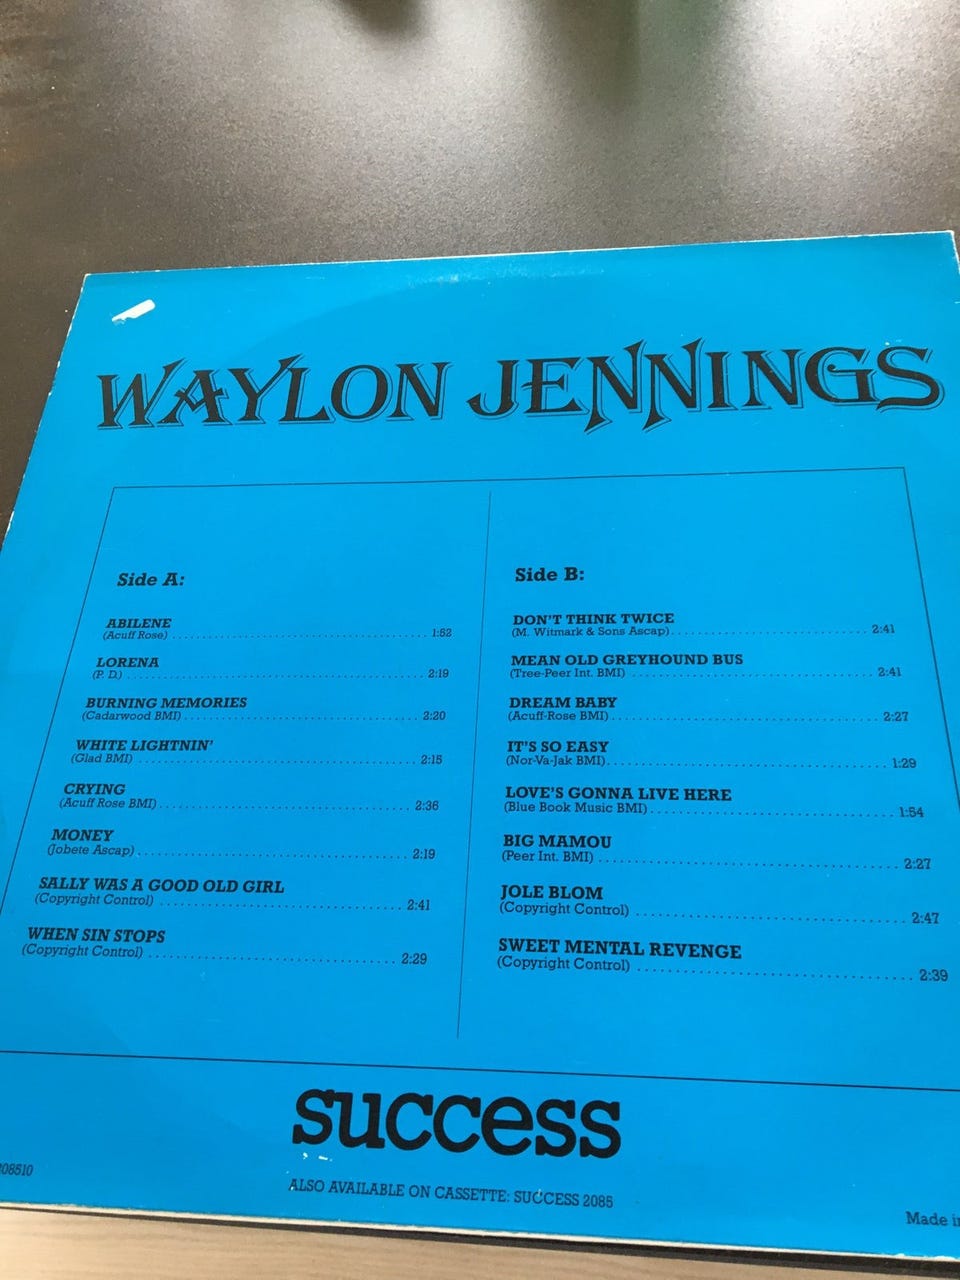 WAYLON JENNINGS
Side A:
ABILENE
(Acuff Rose) 1:52
LORENA
(P. D.) 2:19
BURNING MEMORIES
(Cadarwood BMI) 2:20
WHITE LIGHTNIN'
(Glad BMI) 2:15
CRYING
(Acuff Rose BMI) 2:36
MONEY
(Jobete Ascap) 2:19
SALLY WAS A GOOD OLD GIRL
(Copyright Control) 2:41
WHEN SIN STOPS
(Copyright Control) 2:29
Side B:
DON'T THINK TWICE
(M. Witmark & Sons Ascap) 2:41
MEAN OLD GREYHOUND BUS
(Tree-Peer Int. BMI) 2:41
DREAM BABY
(Acuff-Rose BMI) 2:27
IT'S SO EASY
(Nor-Va-Jak BMI) 1:29
LOVE'S GONNA LIVE HERE
(Blue Book Music BMI) 1:54
BIG MAMOU
(Peer Int. BMI) 2:27
JOLE BLOM
(Copyright Control) 2:47
SWEET MENTAL REVENGE
(Copyright Control) 2:39
success
08510
ALSO AVAILABLE ON CASSETTE: SUCCESS 2085
Made in